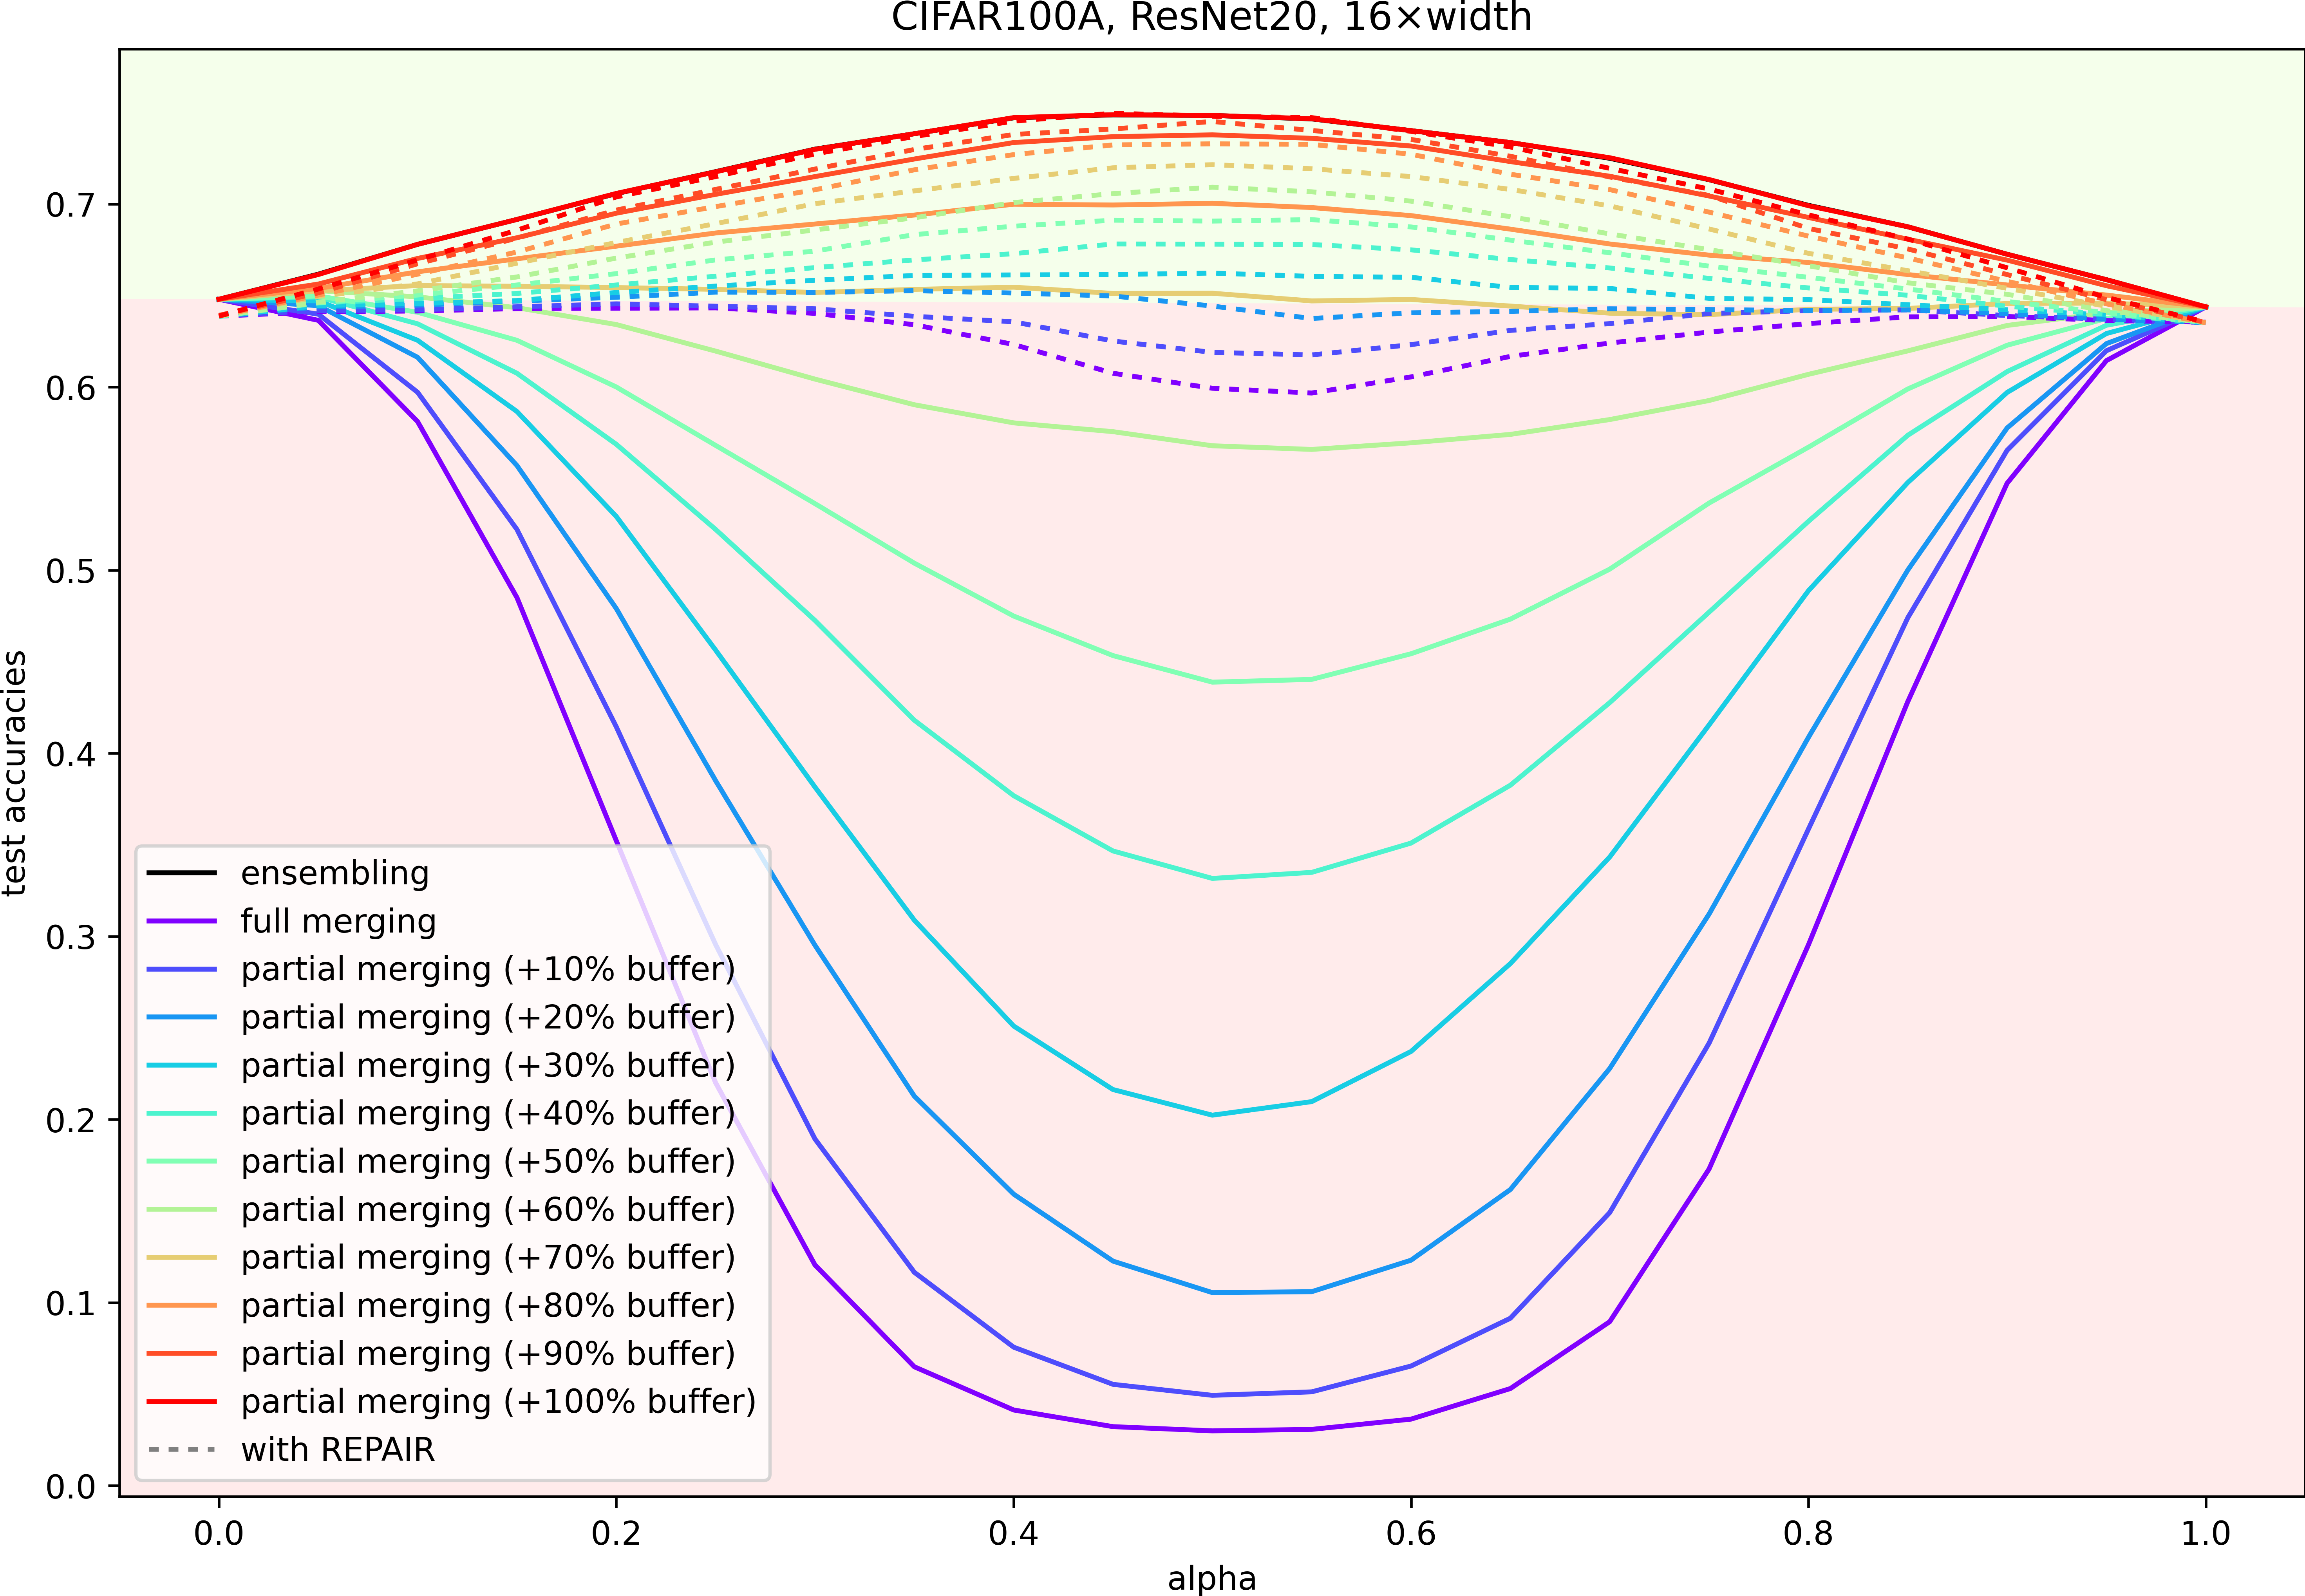 CIFAR100A, ResNet20, 16×width
test accuracies
0.7
0.6
0.5
0.4
0.3
0.2
0.1
0.0
ensembling
full merging
partial merging (+10% buffer)
partial merging (+20% buffer)
partial merging (+30% buffer)
partial merging (+40% buffer)
partial merging (+50% buffer)
partial merging (+60% buffer)
partial merging (+70% buffer)
partial merging (+80% buffer)
partial merging (+90% buffer)
partial merging (+100% buffer)
with REPAIR
0.0 0.2 0.4 0.6 0.8 1.0
alpha